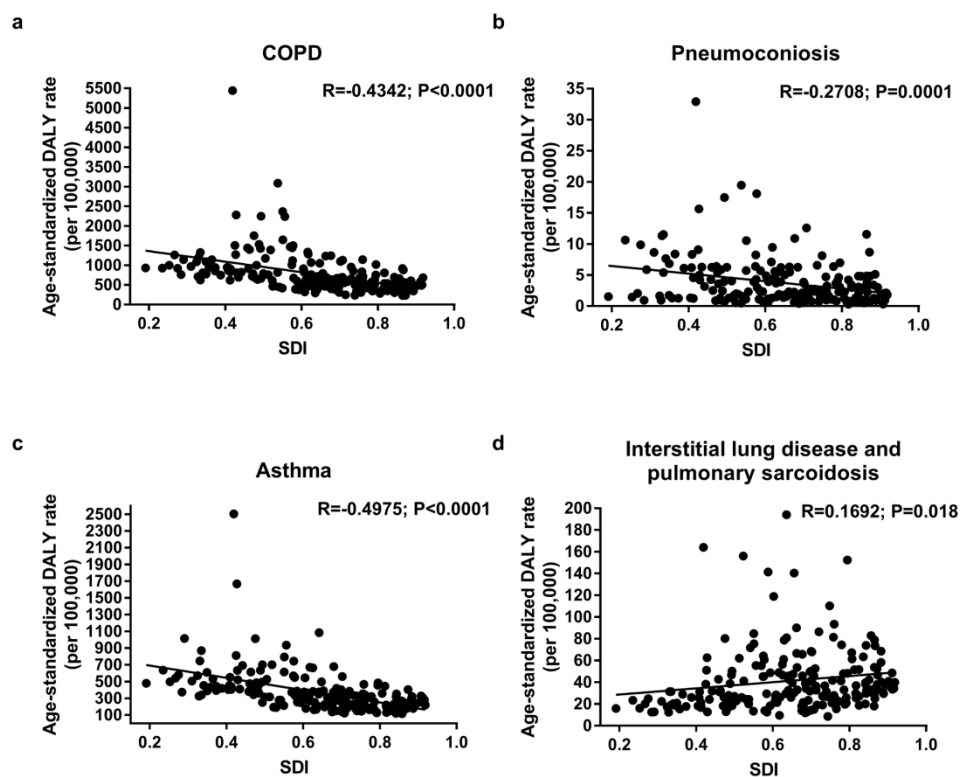 a
COPD
R=-0.4342; P<0.0001
Age-standardized DALY rate
(per 100,000)
5500
5000
4500
4000
3500
3000
2500
2000
1500
1000
500
0
0.2 0.4 0.6 0.8 1.0
SDI
b
Pneumoconiosis
R=-0.2708; P=0.0001
Age-standardized DALY rate
(per 100,000)
35
30
25
20
15
10
5
0
0.2 0.4 0.6 0.8 1.0
SDI
c
Asthma
R=-0.4975; P<0.0001
Age-standardized DALY rate
(per 100,000)
2500
2300
2100
1900
1700
1500
1300
1100
900
700
500
300
100
0.2 0.4 0.6 0.8 1.0
SDI
d
Interstitial lung disease and
pulmonary sarcoidosis
R=0.1692; P=0.018
Age-standardized DALY rate
(per 100,000)
200
180
160
140
120
100
80
60
40
20
0
0.2 0.4 0.6 0.8 1.0
SDI